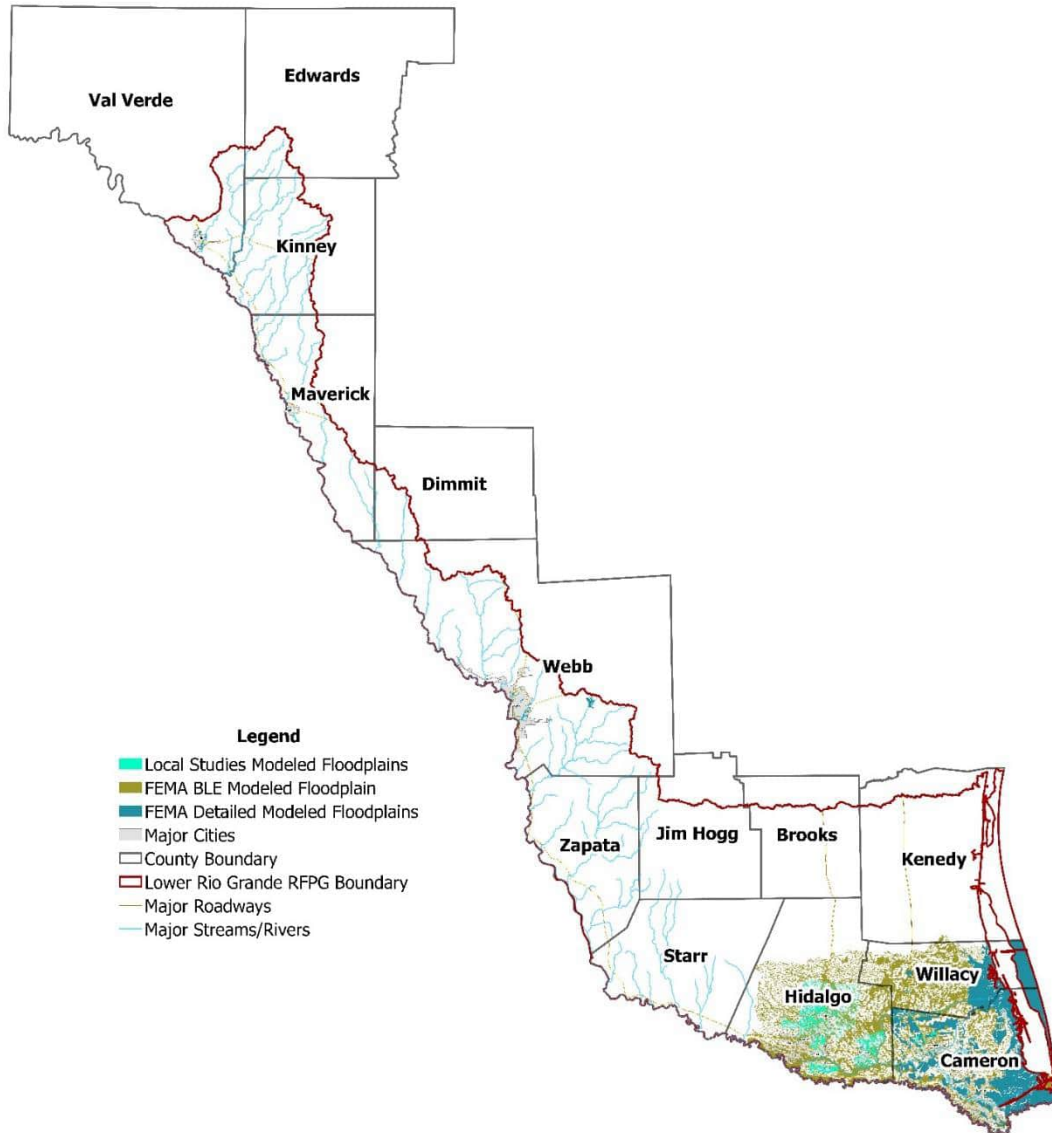 Edwards
Val Verde
Kinney
Maverick
Dimmit
Webb
Legend
Local Studies Modeled Floodplains
FEMA BLE Modeled Floodplain
FEMA Detailed Modeled Floodplains
Major Cities
County Boundary
Lower Rio Grande RFPG Boundary
Major Roadways
Major Streams/Rivers
Zapata
Jim Hogg
Brooks
Kenedy
Starr
Willacy
Hidalgo
Cameron